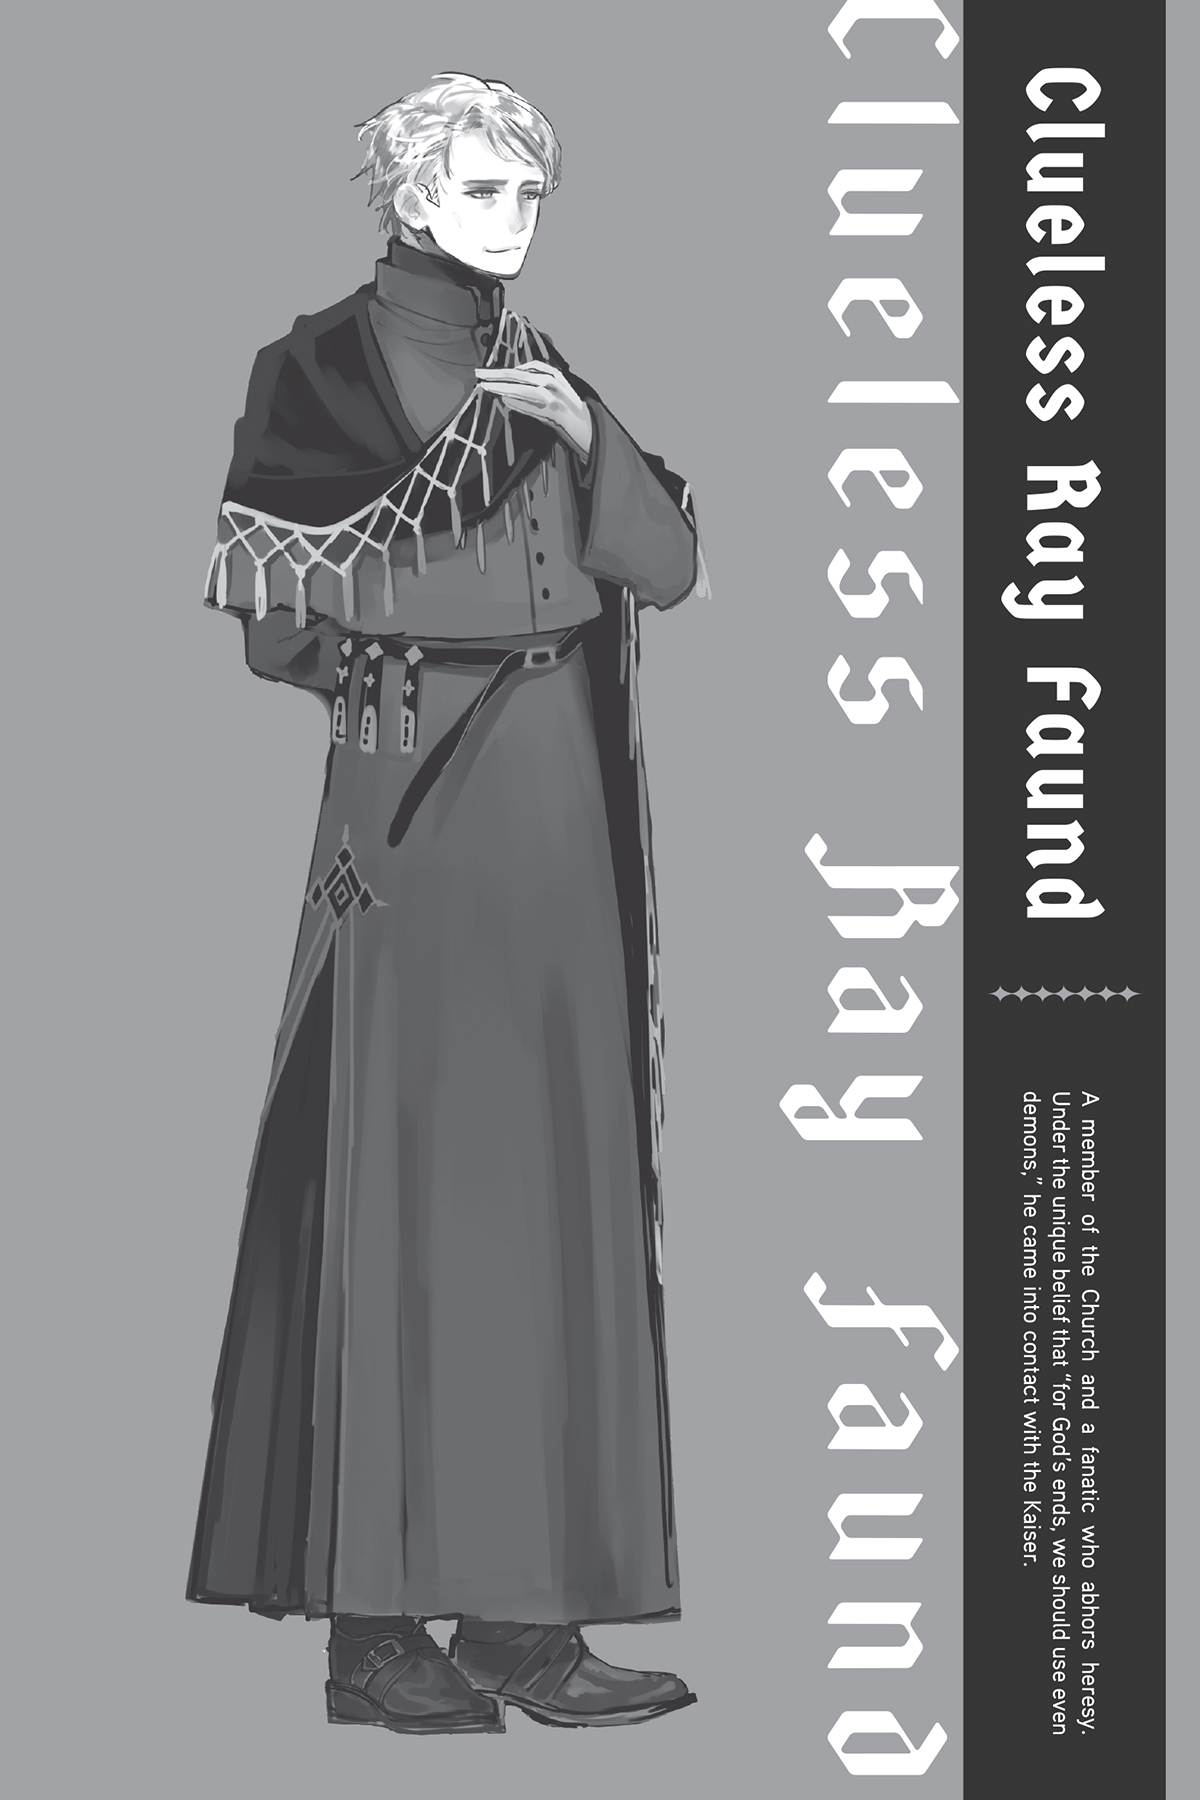 Clueless Ray Faund
Clueless Ray Faund
A member of the Church and a fanatic who abhors heresy.
Under the unique belief that “for God’s ends, we should use even
demons,” he came into contact with the Kaiser.